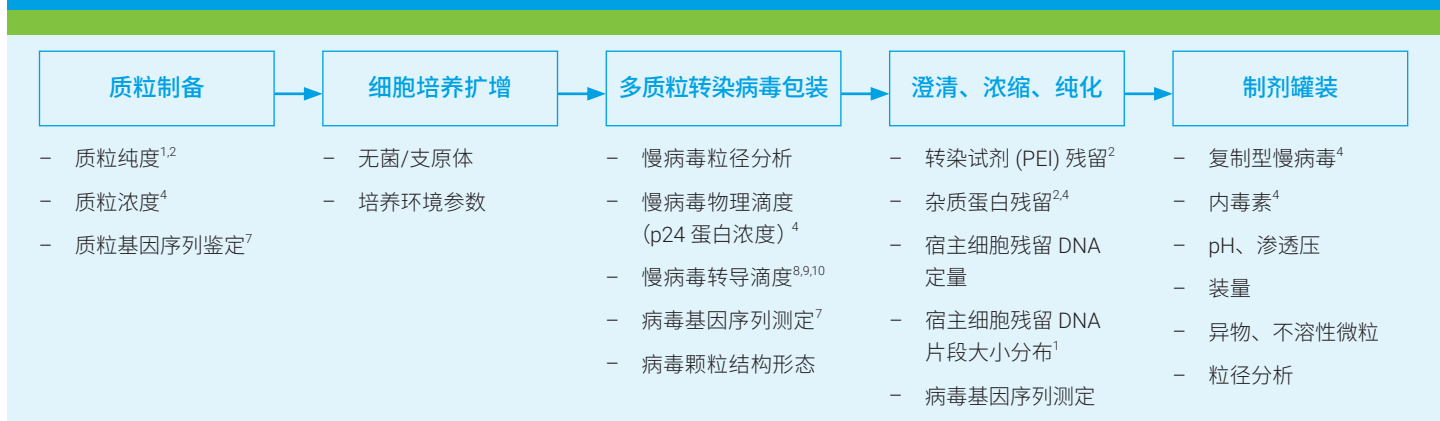 质粒制备
细胞培养扩增
多质粒转染病毒包装
澄清、浓缩、纯化
制剂罐装
– 质粒纯度1,2
– 质粒浓度4
– 质粒基因序列鉴定7
– 无菌/支原体
– 培养环境参数
– 慢病毒粒径分析
– 慢病毒物理滴度
（p24 蛋白浓度）4
– 慢病毒转导滴度8,9,10
– 病毒基因序列测定7
– 病毒颗粒结构形态
– 转染试剂 (PEI) 残留2
– 杂质蛋白残留2,4
– 宿主细胞残留 DNA
定量
– 宿主细胞残留 DNA
片段大小分布1
– 病毒基因序列测定
– 复制型慢病毒4
– 内毒素4
– pH、渗透压
– 装量
– 异物、不溶性微粒
– 粒径分析